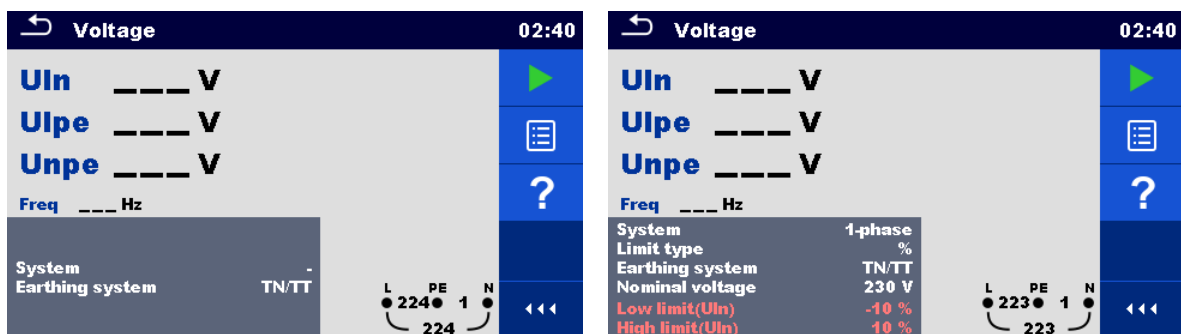 Voltage 02:40
Uln ___ V
Ulpe ___ V
Unpe ___ V
Freq ___ Hz
?
System -
Earthing system TN/TT
L PE N
224 1
224
Voltage 02:40
Uln ___ V
Ulpe ___ V
Unpe ___ V
Freq ___ Hz
?
System 1-phase
Limit type %
Earthing system TN/TT
Nominal voltage 230 V
Low limit(Uln) -10 %
High limit(Uln) 10 %
L PE N
223 1
223